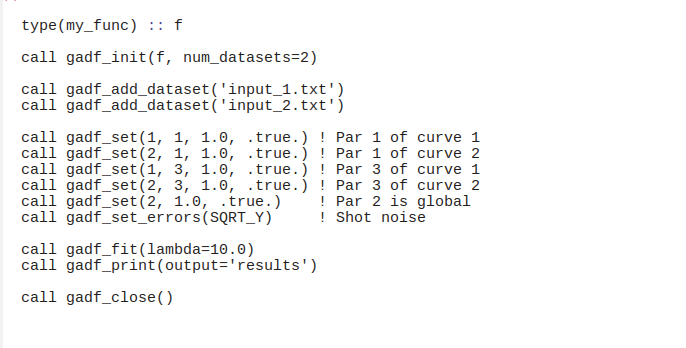 type(my_func) :: f
call gadf_init(f, num_datasets=2)
call gadf_add_dataset('input_1.txt')
call gadf_add_dataset('input_2.txt')
call gadf_set(1, 1, 1.0, .true.) ! Par 1 of curve 1
call gadf_set(2, 1, 1.0, .true.) ! Par 1 of curve 2
call gadf_set(1, 3, 1.0, .true.) ! Par 3 of curve 1
call gadf_set(2, 3, 1.0, .true.) ! Par 3 of curve 2
call gadf_set(2, 1.0, .true.)    ! Par 2 is global
call gadf_set_errors(SQRT_Y)     ! Shot noise
call gadf_fit(lambda=10.0)
call gadf_print(output='results')
call gadf_close()